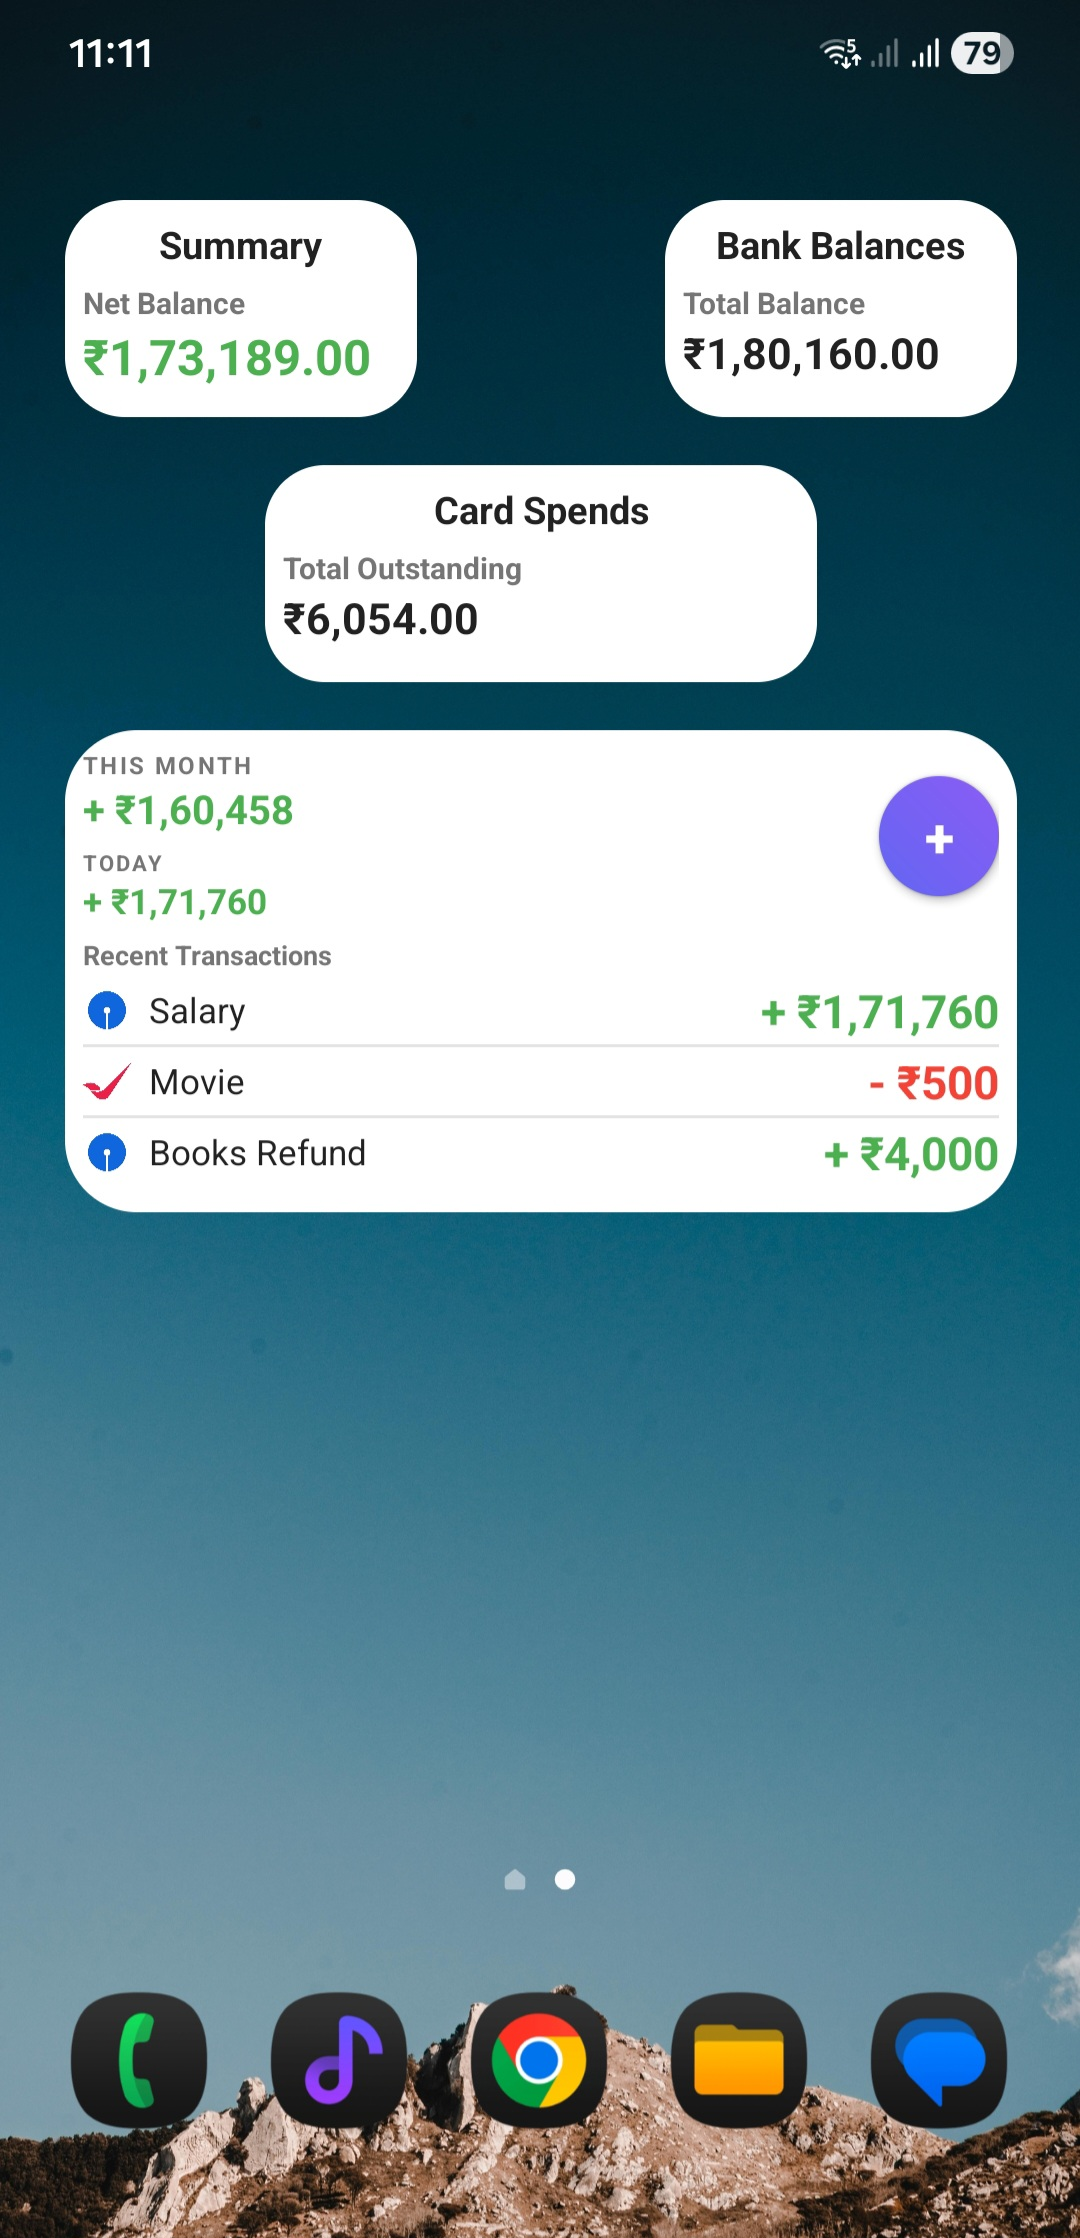 11:11
5
79
Summary
Net Balance
₹1,73,189.00
Bank Balances
Total Balance
₹1,80,160.00
Card Spends
Total Outstanding
₹6,054.00
THIS MONTH
+ ₹1,60,458
+
TODAY
+ ₹1,71,760
Recent Transactions
Salary + ₹1,71,760
Movie - ₹500
Books Refund + ₹4,000